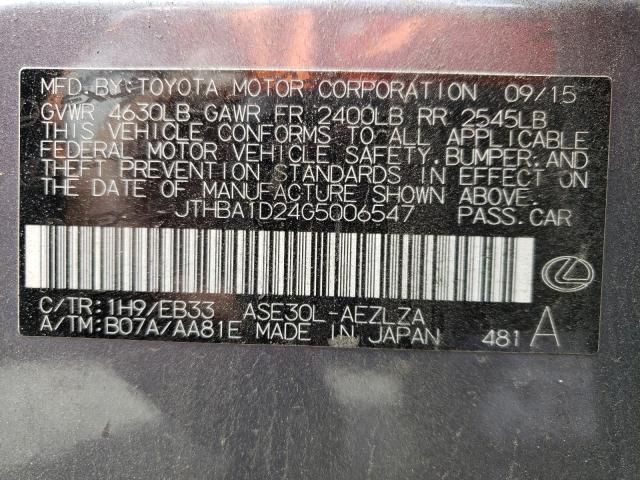 MFD. BY: TOYOTA MOTOR CORPORATION 09/15
GVWR 4630LB GAWR FR 2400LB RR 2545LB
THIS VEHICLE CONFORMS TO ALL APPLICABLE
FEDERAL MOTOR VEHICLE SAFETY, BUMPER, AND
THEFT PREVENTION STANDARDS IN EFFECT ON
THE DATE OF MANUFACTURE SHOWN ABOVE.
JTHBA1D24G5006547 PASS. CAR
C/TR: 1H9/EB33 ASE30L-AEZLZA
A/TM: B07A/AA81E MADE IN JAPAN 481 A